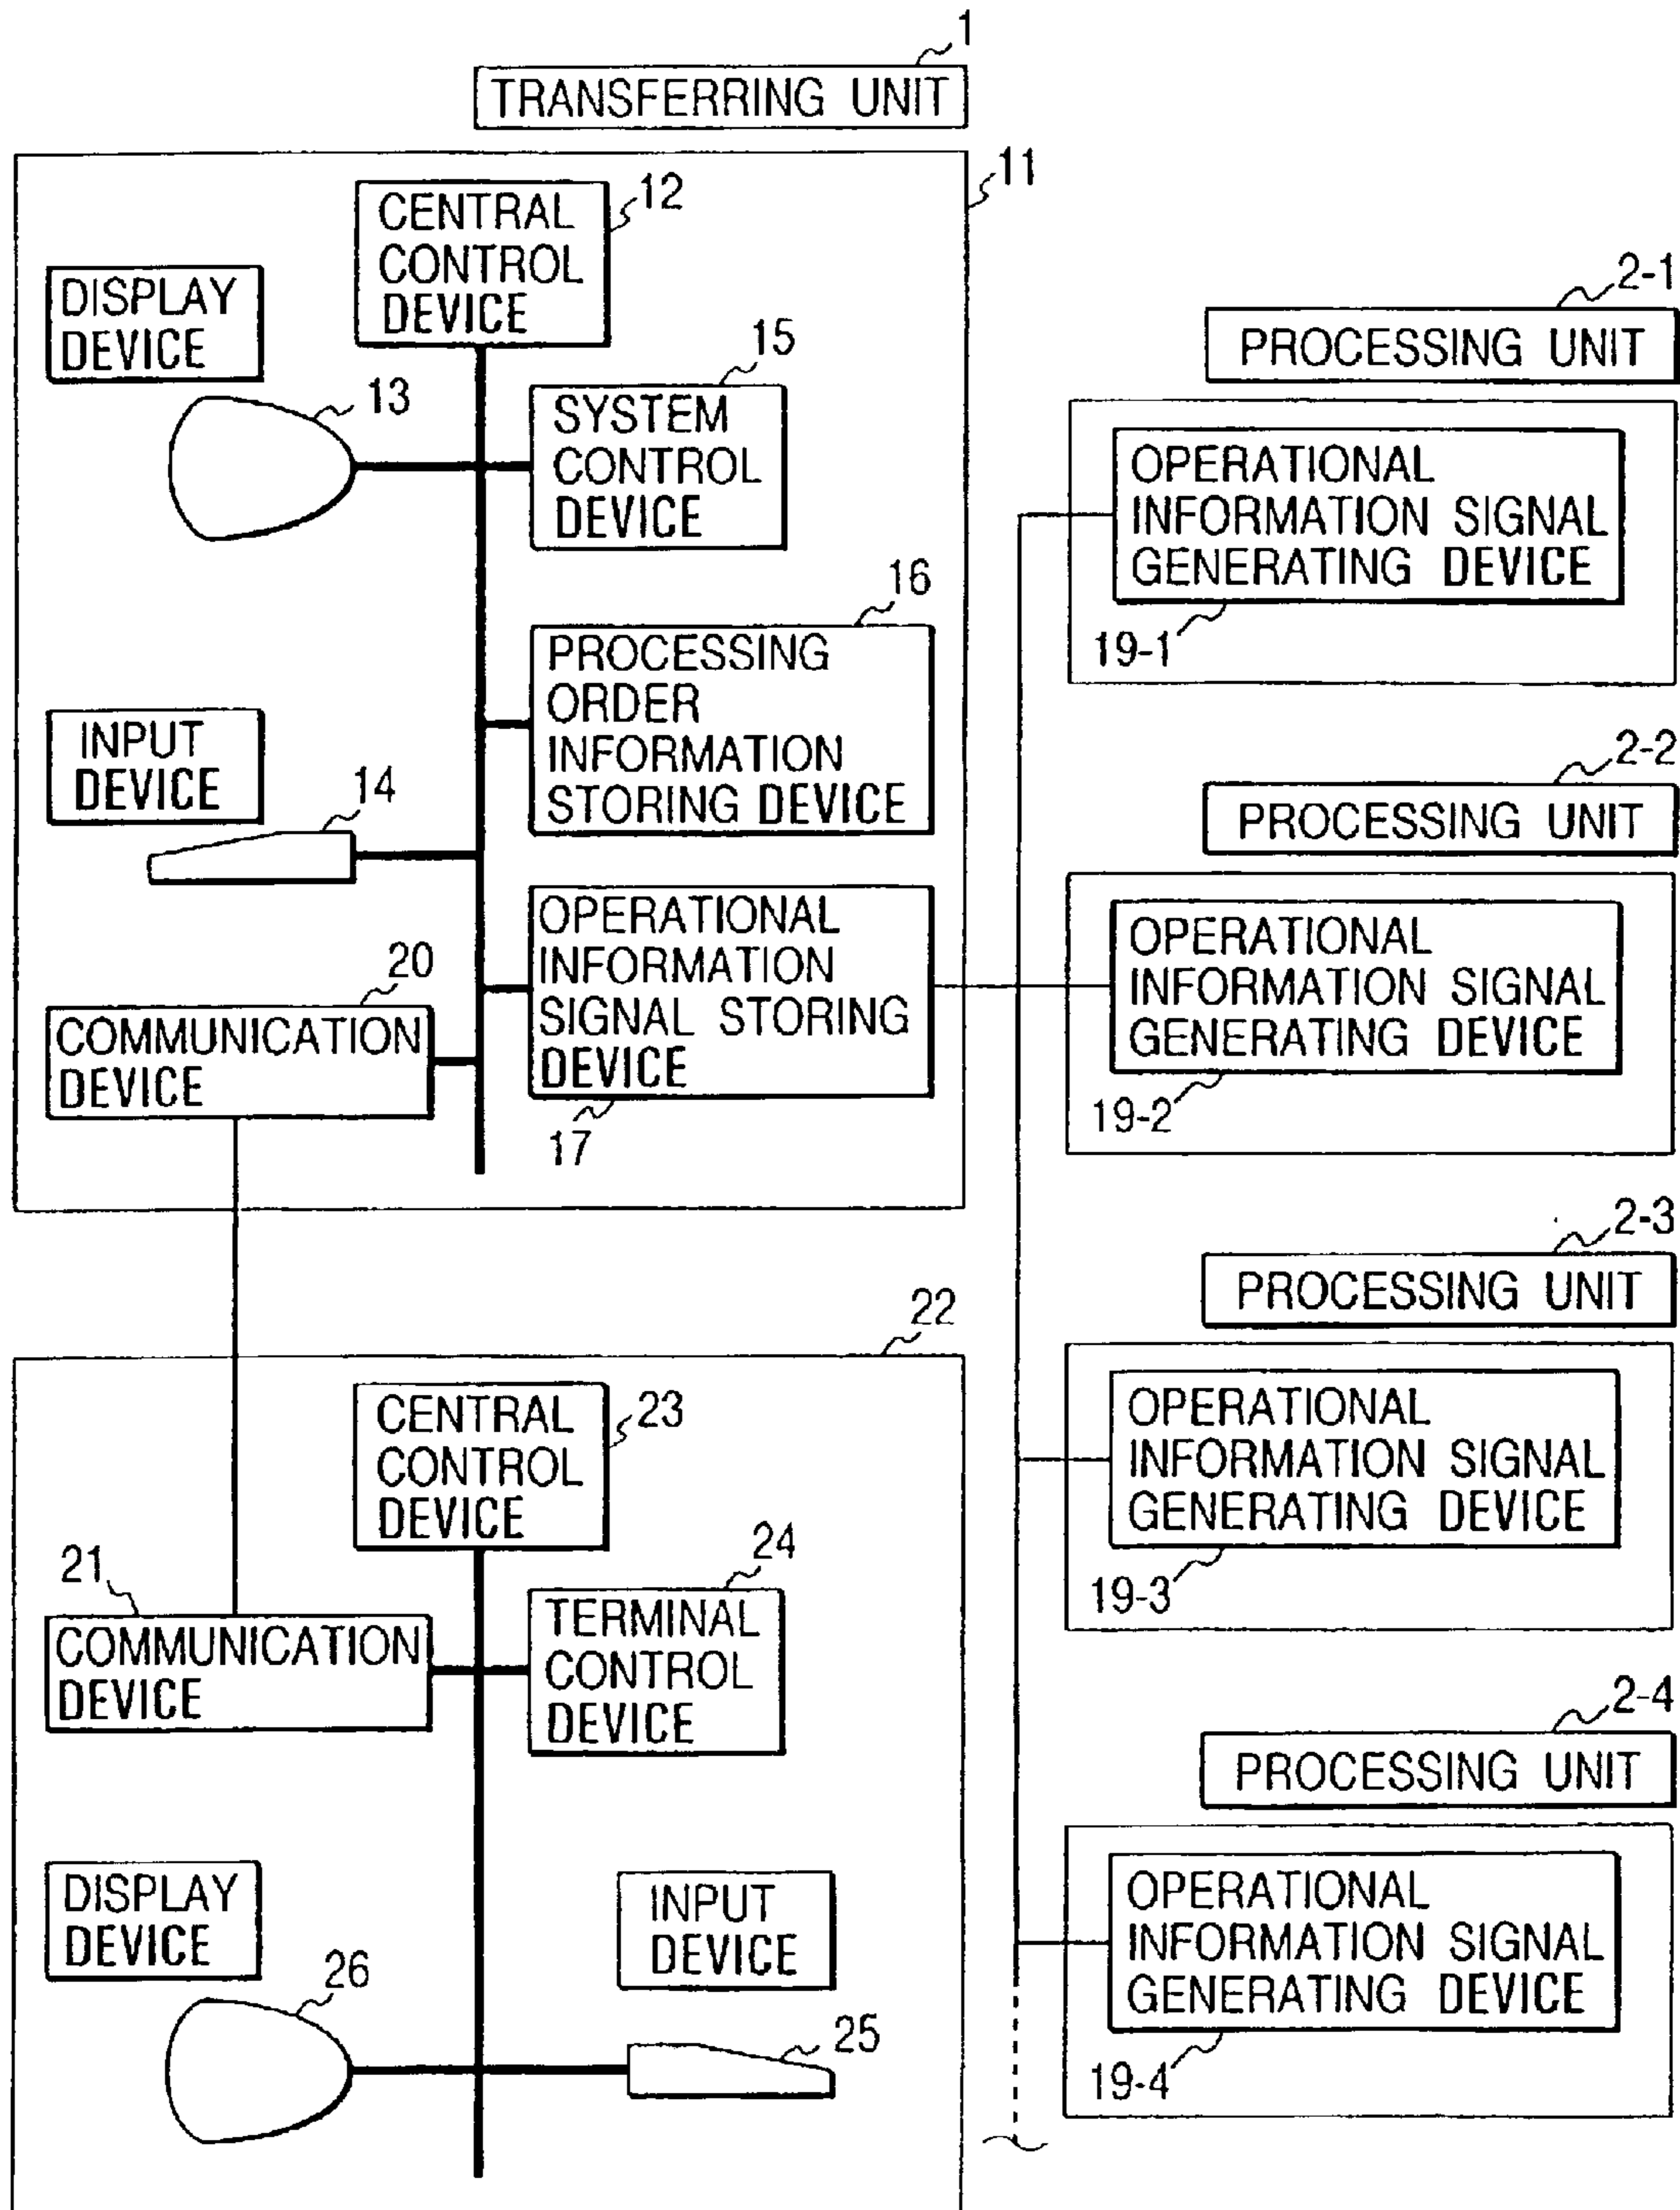 1
TRANSFERRING UNIT
11
CENTRAL
CONTROL
DEVICE
12
DISPLAY
DEVICE
13
15
SYSTEM
CONTROL
DEVICE
16
PROCESSING
ORDER
INFORMATION
STORING DEVICE
INPUT
DEVICE
14
OPERATIONAL
INFORMATION
SIGNAL STORING
DEVICE
17
20
COMMUNICATION
DEVICE
2-1
PROCESSING UNIT
OPERATIONAL
INFORMATION SIGNAL
GENERATING DEVICE
19-1
2-2
PROCESSING UNIT
OPERATIONAL
INFORMATION SIGNAL
GENERATING DEVICE
19-2
2-3
PROCESSING UNIT
OPERATIONAL
INFORMATION SIGNAL
GENERATING DEVICE
19-3
2-4
PROCESSING UNIT
OPERATIONAL
INFORMATION SIGNAL
GENERATING DEVICE
19-4
22
CENTRAL
CONTROL
DEVICE
23
21
COMMUNICATION
DEVICE
24
TERMINAL
CONTROL
DEVICE
DISPLAY
DEVICE
26
INPUT
DEVICE
25